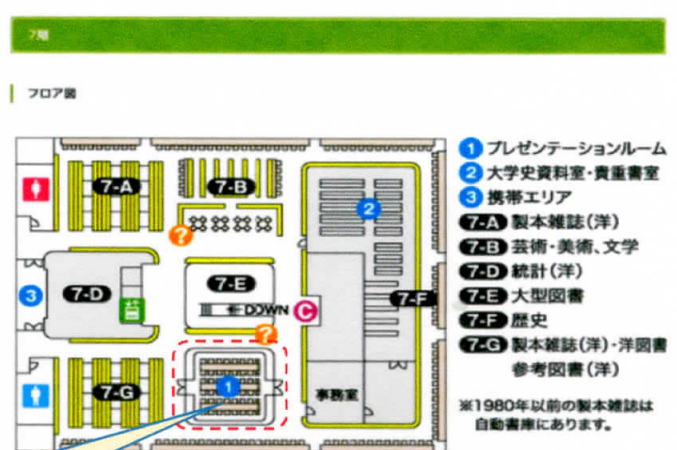 7階
フロア図
7-A
7-B
2
?
7-D
7-E
3
DOWN
C
7-F
?
7-G
1
事務室
1 プレゼンテーションルーム
2 大学史資料室・貴重書室
3 携帯エリア
7-A 製本雑誌(洋)
7-B 芸術・美術、文学
7-D 統計(洋)
7-E 大型図書
7-F 歴史
7-G 製本雑誌(洋)・洋図書
参考図書(洋)
※1980年以前の製本雑誌は
自動書庫にあります。